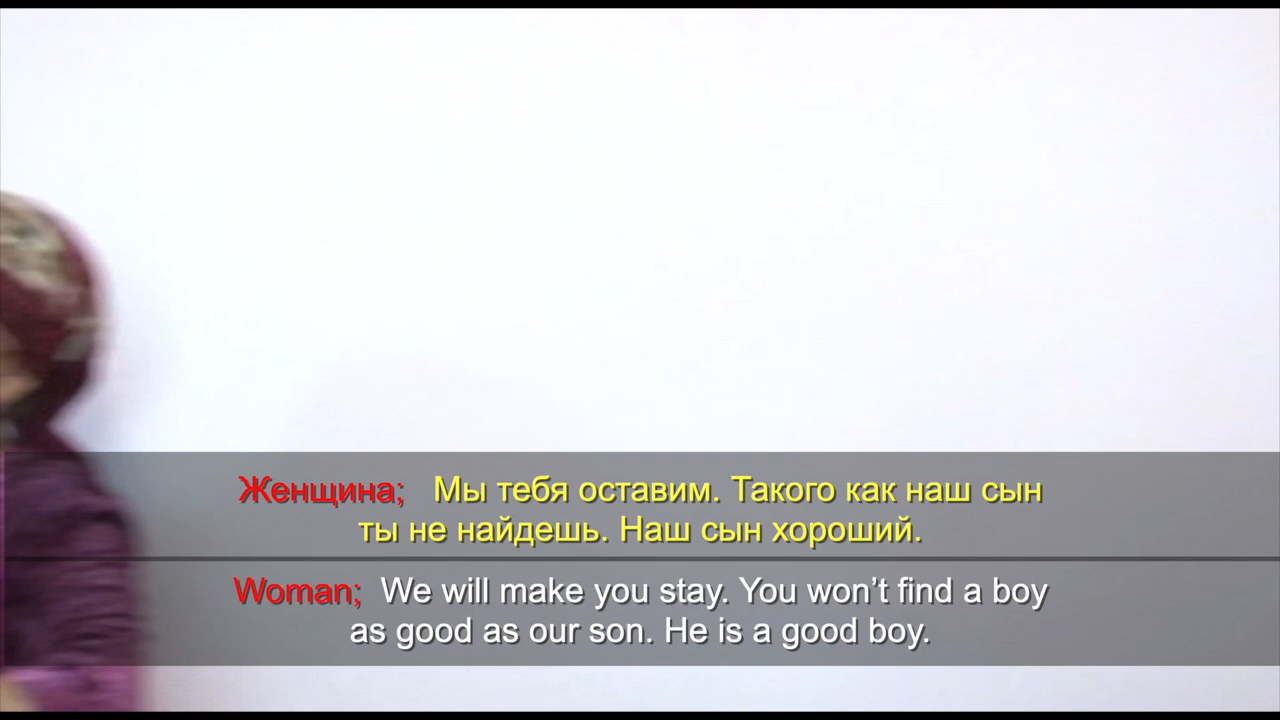 Женщина; Мы тебя оставим. Такого как наш сын
ты не найдешь. Наш сын хороший.
Woman; We will make you stay. You won’t find a boy
as good as our son. He is a good boy.